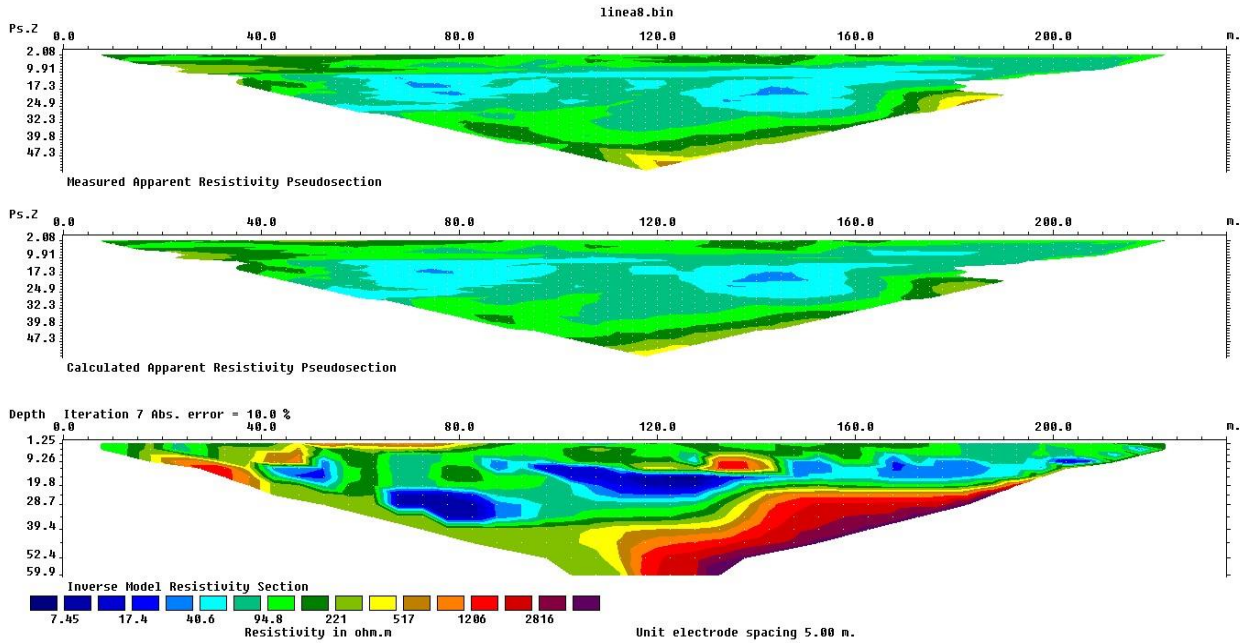 linea8.bin
Ps.Z 0.0 40.0 80.0 120.0 160.0 200.0 m.
2.08
9.91
17.3
24.9
32.3
39.8
47.3
Measured Apparent Resistivity Pseudosection
Ps.Z 0.0 40.0 80.0 120.0 160.0 200.0 m.
2.08
9.91
17.3
24.9
32.3
39.8
47.3
Calculated Apparent Resistivity Pseudosection
Depth Iteration 7 Abs. error = 10.0 %
0.0 40.0 80.0 120.0 160.0 200.0 m.
1.25
9.26
19.8
28.7
39.4
52.4
59.9
Inverse Model Resistivity Section
7.45 17.4 40.6 94.8 221 517 1206 2816
Resistivity in ohm.m Unit electrode spacing 5.00 m.